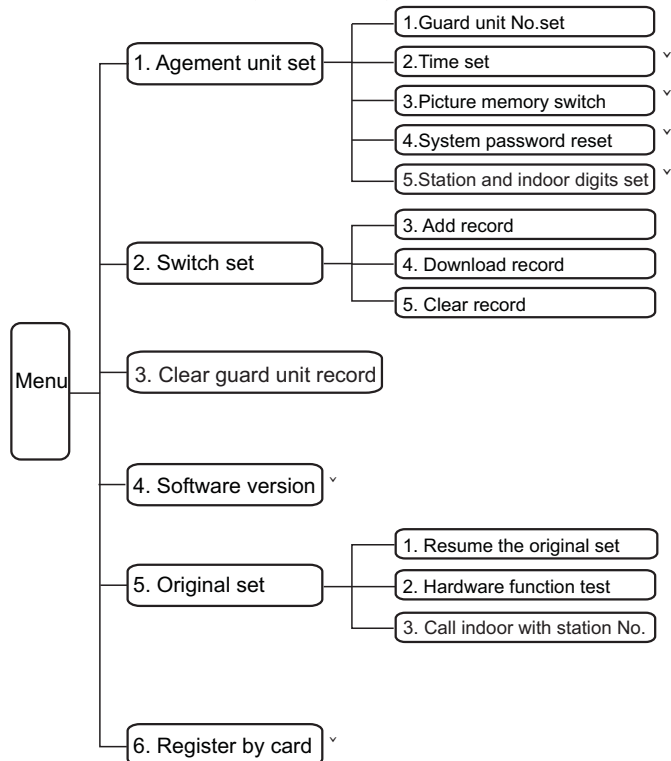 Menu
1. Agement unit set
1.Guard unit No.set
2.Time set ˇ
3.Picture memory switch ˇ
4.System password reset ˇ
5.Station and indoor digits set ˇ
2. Switch set
3. Add record
4. Download record
5. Clear record
3. Clear guard unit record
4. Software version ˇ
5. Original set
1. Resume the original set
2. Hardware function test
3. Call indoor with station No.
6. Register by card ˇ